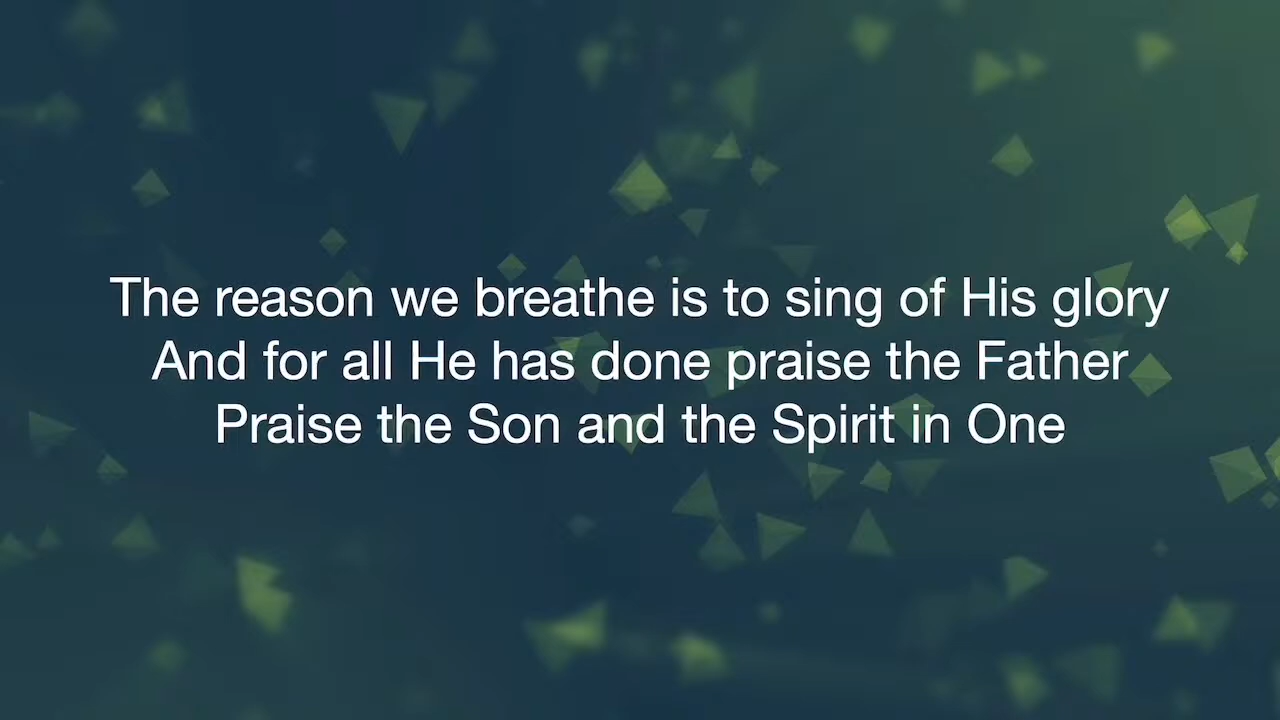 The reason we breathe is to sing of His glory
And for all He has done praise the Father
Praise the Son and the Spirit in One